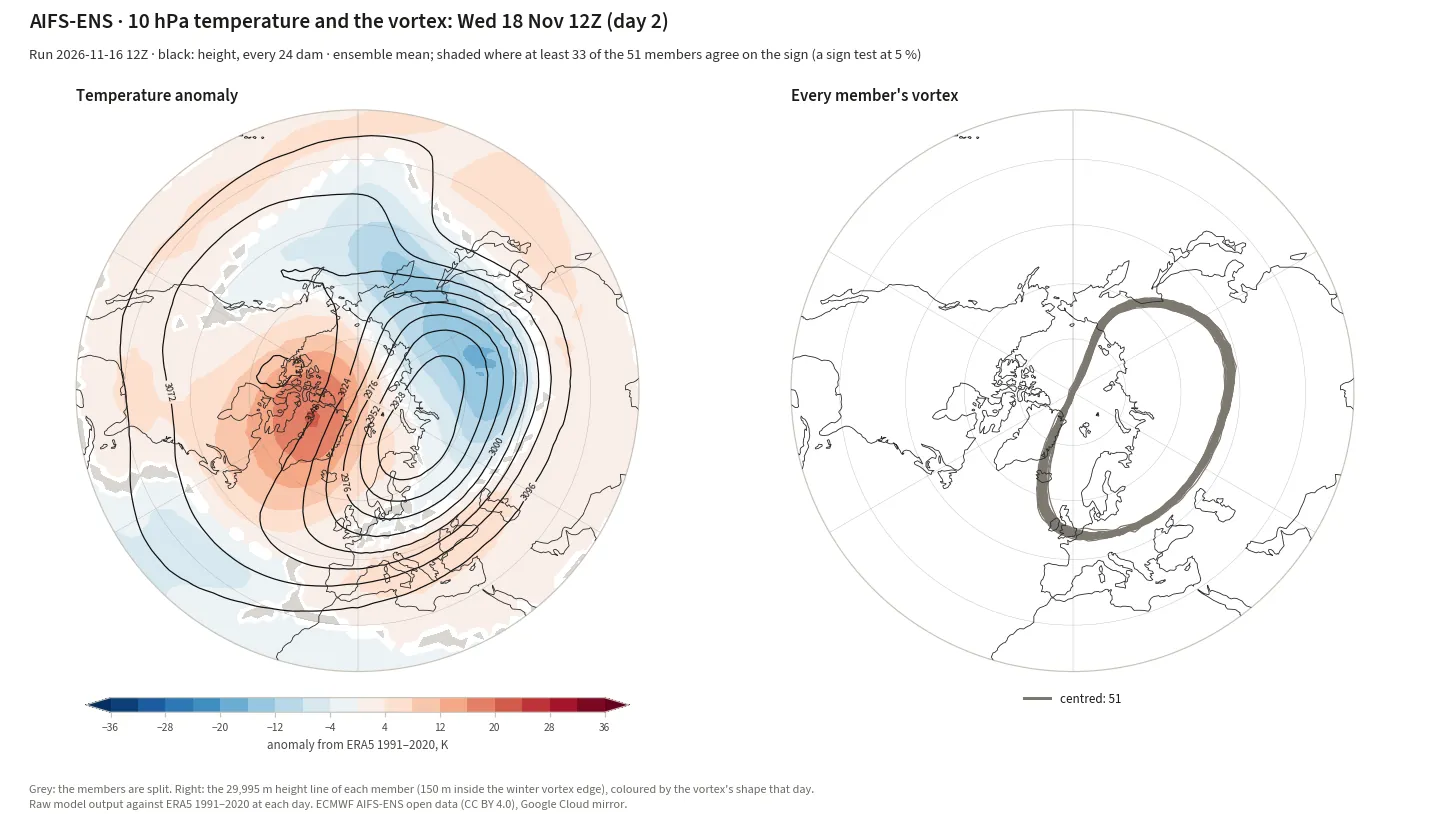 AIFS-ENS · 10 hPa temperature and the vortex: Wed 18 Nov 12Z (day 2)
Run 2026-11-16 12Z · black: height, every 24 dam · ensemble mean; shaded where at least 33 of the 51 members agree on the sign (a sign test at 5 %)
Temperature anomaly
Every member's vortex
3072
3024
2976
2952
2928
3000
2976
3096
centred: 51
−36 −28 −20 −12 −4 4 12 20 28 36
anomaly from ERA5 1991–2020, K
Grey: the members are split. Right: the 29,995 m height line of each member (150 m inside the winter vortex edge), coloured by the vortex's shape that day.
Raw model output against ERA5 1991–2020 at each day. ECMWF AIFS-ENS open data (CC BY 4.0), Google Cloud mirror.